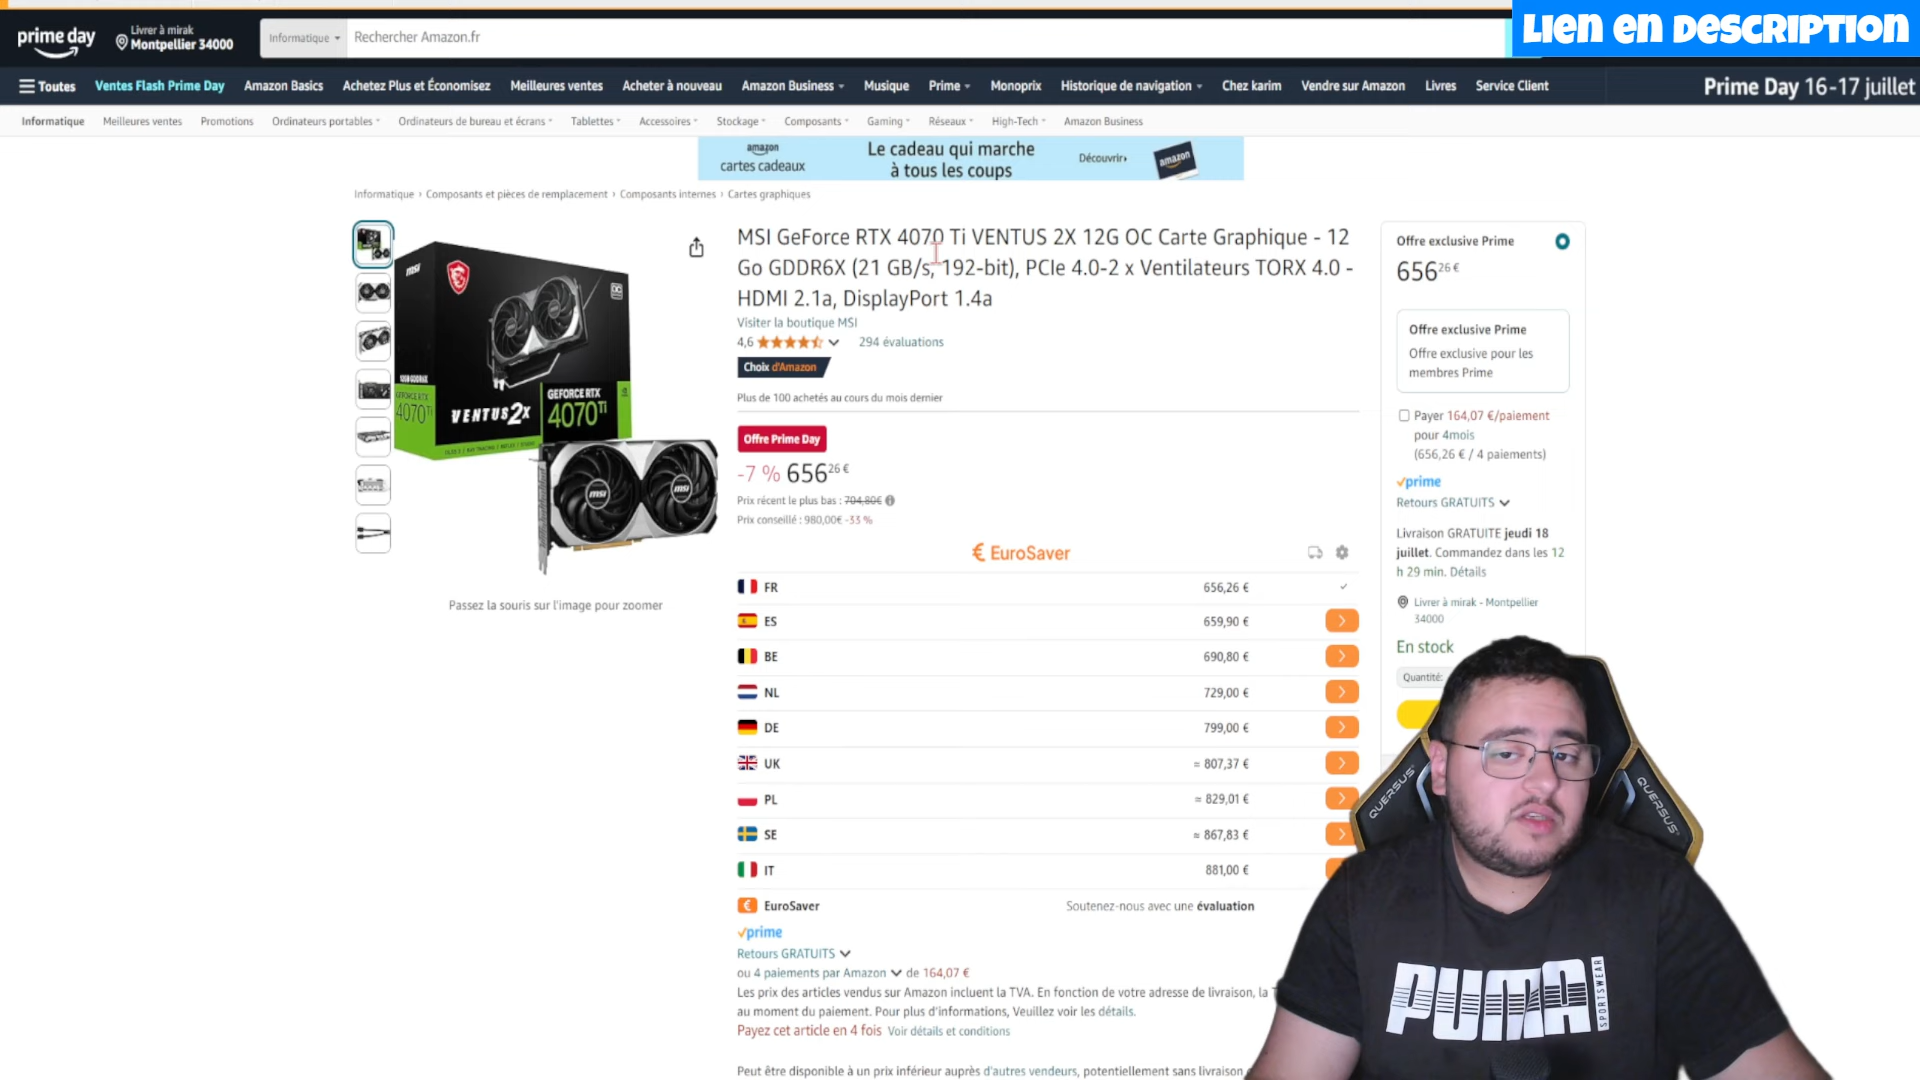 Lien en description
prime day
Livrer à mirak
Montpellier 34000
Informatique
Rechercher Amazon.fr
Toutes
Ventes Flash Prime Day
Amazon Basics
Achetez Plus et Économisez
Meilleures ventes
Acheter à nouveau
Amazon Business
Musique
Prime
Monoprix
Historique de navigation
Chez karim
Vendre sur Amazon
Livres
Service Client
Prime Day 16-17 juillet
Informatique
Meilleures ventes
Promotions
Ordinateurs portables
Ordinateurs de bureau et écrans
Tablettes
Accessoires
Stockage
Composants
Gaming
Réseaux
High-Tech
Amazon Business
amazon
cartes cadeaux
Le cadeau qui marche
à tous les coups
Découvrir›
amazon
Informatique › Composants et pièces de remplacement › Composants internes › Cartes graphiques
msi
VENTUS 2X
GEFORCE RTX
4070 Ti
GEFORCE RTX
4070 Ti
msi
msi
Passez la souris sur l'image pour zoomer
MSI GeForce RTX 4070 Ti VENTUS 2X 12G OC Carte Graphique - 12
Go GDDR6X (21 GB/s, 192-bit), PCIe 4.0-2 x Ventilateurs TORX 4.0 -
HDMI 2.1a, DisplayPort 1.4a
Visiter la boutique MSI
4,6
294 évaluations
Choix d'Amazon
Plus de 100 achetés au cours du mois dernier
Offre Prime Day
-7 % 656,26 €
Prix récent le plus bas : 704,80€
Prix conseillé : 980,00€ -33 %
€ EuroSaver
FR 656,26 €
ES 659,90 €
BE 690,80 €
NL 729,00 €
DE 799,00 €
UK ≈ 807,37 €
PL ≈ 829,01 €
SE ≈ 867,83 €
IT 881,00 €
€ EuroSaver
Soutenez-nous avec une évaluation
prime
Retours GRATUITS
ou 4 paiements par Amazon de 164,07 €
Les prix des articles vendus sur Amazon incluent la TVA. En fonction de votre adresse de livraison, la
au moment du paiement. Pour plus d'informations, Veuillez voir les détails.
Payez cet article en 4 fois Voir détails et conditions
Peut être disponible à un prix inférieur auprès d'autres vendeurs, potentiellement sans livraison
Offre exclusive Prime
656 26 €
Offre exclusive Prime
Offre exclusive pour les
membres Prime
Payer 164,07 €/paiement
pour 4mois
(656,26 € / 4 paiements)
prime
Retours GRATUITS
Livraison GRATUITE jeudi 18
juillet. Commandez dans les 12
h 29 min. Détails
Livrer à mirak - Montpellier
34000
En stock
Quantité:
QUERSUS
QUERSUS
PUMA
SPORTSWEAR